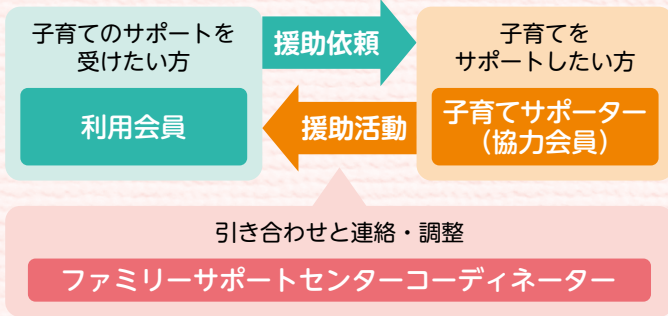 子育てのサポートを
受けたい方
利用会員
援助依頼
援助活動
子育てを
サポートしたい方
子育てサポーター
（協力会員）
引き合わせと連絡・調整
ファミリーサポートセンターコーディネーター